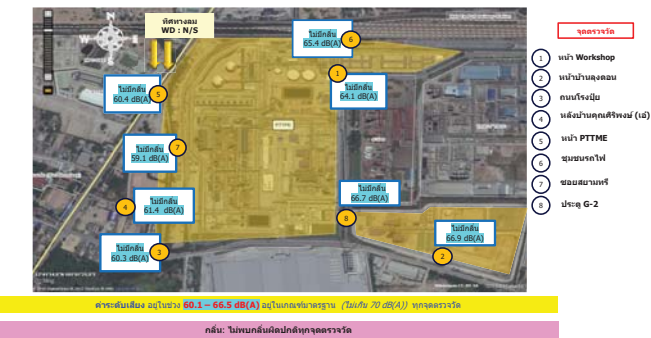 ทิศทางลม
WD : N/S
จุดตรวจวัด
ไม่มีกลิ่น
65.4 dB(A)
6
1
ไม่มีกลิ่น
64.1 dB(A)
ไม่มีกลิ่น
60.4 dB(A)
5
7
ไม่มีกลิ่น
59.1 dB(A)
ไม่มีกลิ่น
61.4 dB(A)
4
ไม่มีกลิ่น
60.3 dB(A)
3
ไม่มีกลิ่น
66.7 dB(A)
8
ไม่มีกลิ่น
66.9 dB(A)
2
1 หน้า Workshop
2 หน้าบ้านลุงตอน
3 ถนนโรงปุ๋ย
4 หลังบ้านคุณศิริพงษ์ (เอ้)
5 หน้า PTTME
6 ชุมชนรถไฟ
7 ซอยสยามทรี
8 ประตู G-2
ค่าระดับเสียง อยู่ในช่วง 60.1 – 66.5 dB(A) อยู่ในเกณฑ์มาตรฐาน (ไม่เกิน 70 dB(A)) ทุกจุดตรวจวัด
กลิ่น: ไม่พบกลิ่นผิดปกติทุกจุดตรวจวัด